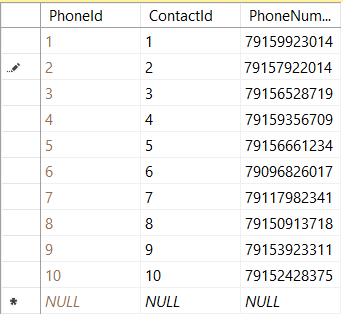 PhoneId ContactId PhoneNum...
1 1 79159923014
2 2 79157922014
3 3 79156528719
4 4 79159356709
5 5 79156661234
6 6 79096826017
7 7 79117982341
8 8 79150913718
9 9 79153923311
10 10 79152428375
NULL NULL NULL